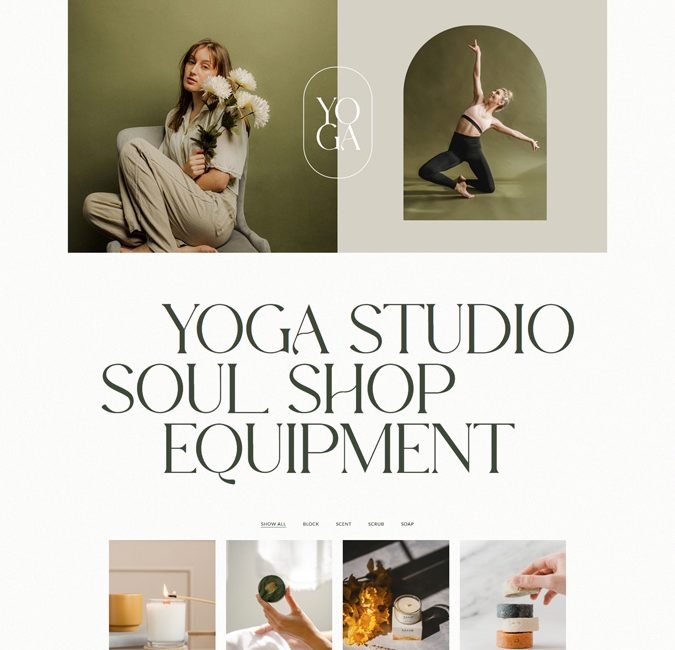 YO
GA
YOGA STUDIO
SOUL SHOP
EQUIPMENT
SHOW ALL BLOCK SCENT SCRUB SOAP